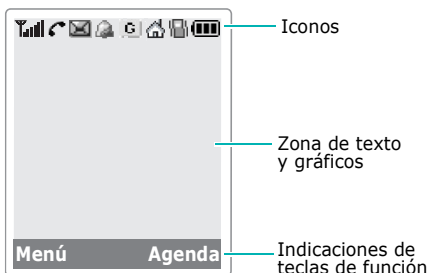 G
Iconos
Zona de texto
y gráficos
Menú Agenda
Indicaciones de
teclas de función